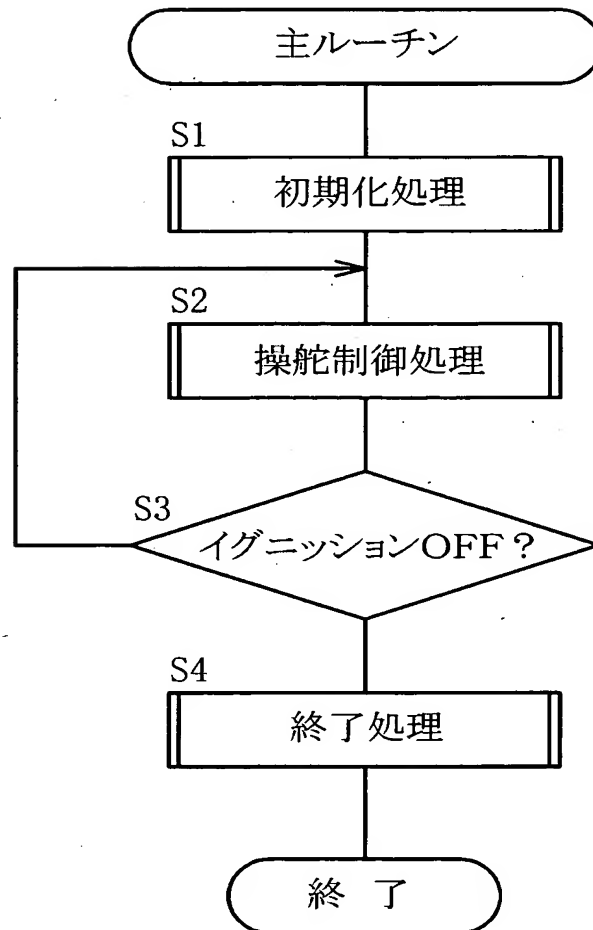 主ルーチン
S1
初期化処理
S2
操舵制御処理
S3
イグニッションOFF?
S4
終了処理
終 了